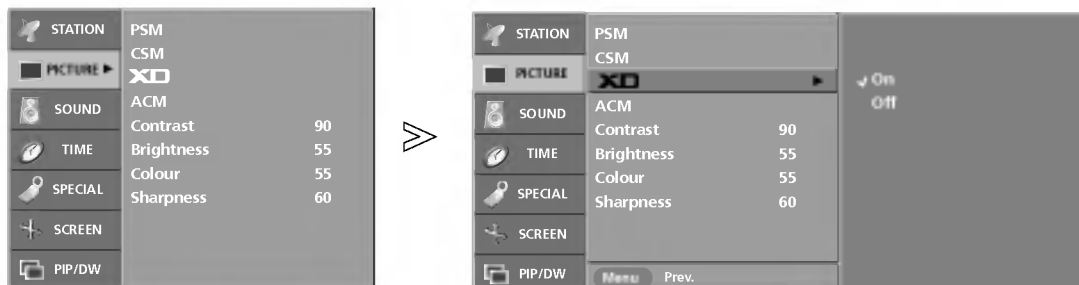 STATION
PICTURE ►
SOUND
TIME
SPECIAL
SCREEN
PIP/DW
PSM
CSM
XD
ACM
Contrast 90
Brightness 55
Colour 55
Sharpness 60
STATION
PICTURE
SOUND
TIME
SPECIAL
SCREEN
PIP/DW
PSM
CSM
XD ►
ACM
Contrast 90
Brightness 55
Colour 55
Sharpness 60
Menu Prev.
✓ On
Off